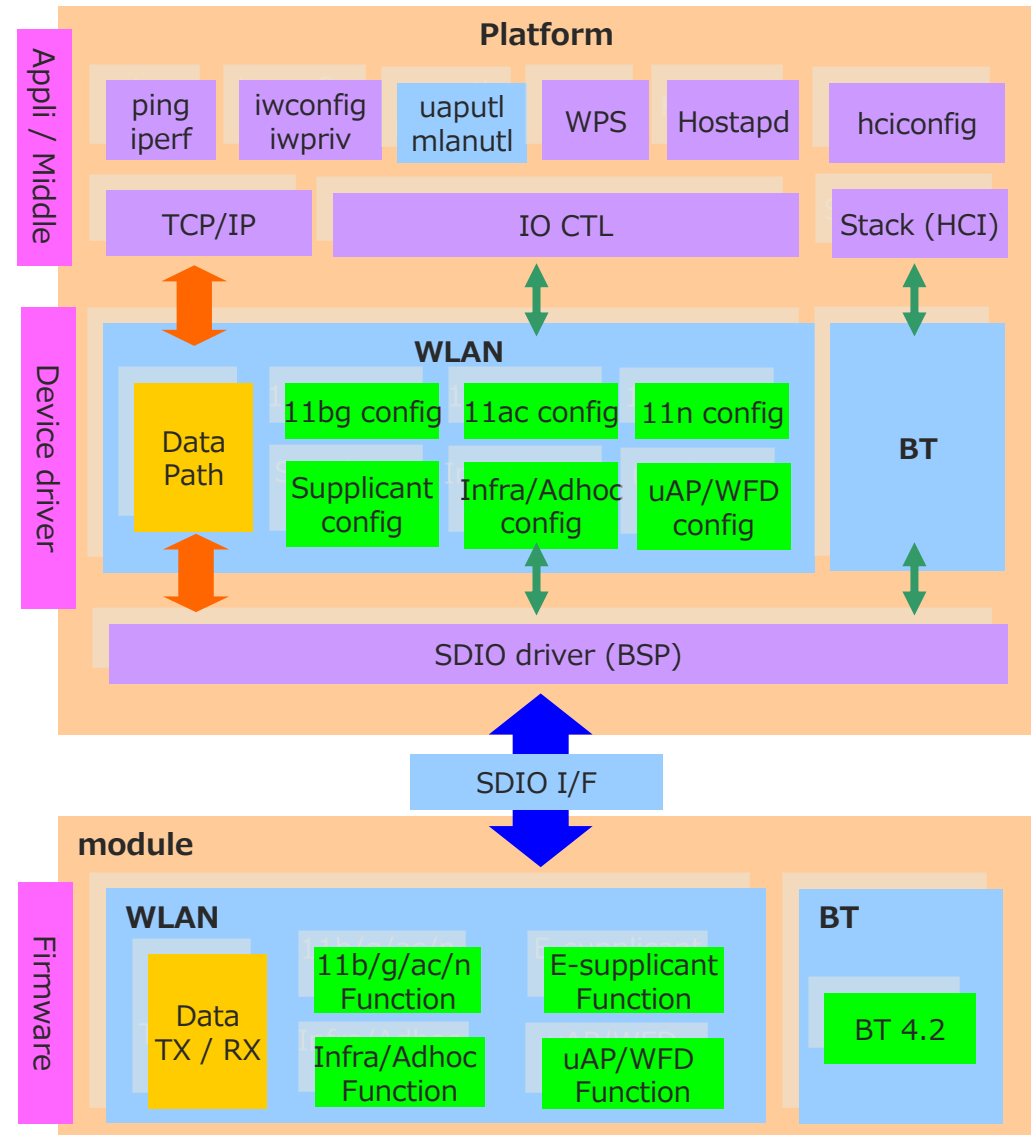 Platform
Appli / Middle
ping
iperf
iwconfig
iwpriv
uaputl
mlanutl
WPS
Hostapd
hciconfig
TCP/IP
IO CTL
Stack (HCI)
Device driver
WLAN
Data
Path
11bg config
11ac config
11n config
Supplicant
config
Infra/Adhoc
config
uAP/WFD
config
BT
SDIO driver (BSP)
SDIO I/F
module
Firmware
WLAN
Data
TX / RX
11b/g/ac/n
Function
E-supplicant
Function
Infra/Adhoc
Function
uAP/WFD
Function
BT
BT 4.2